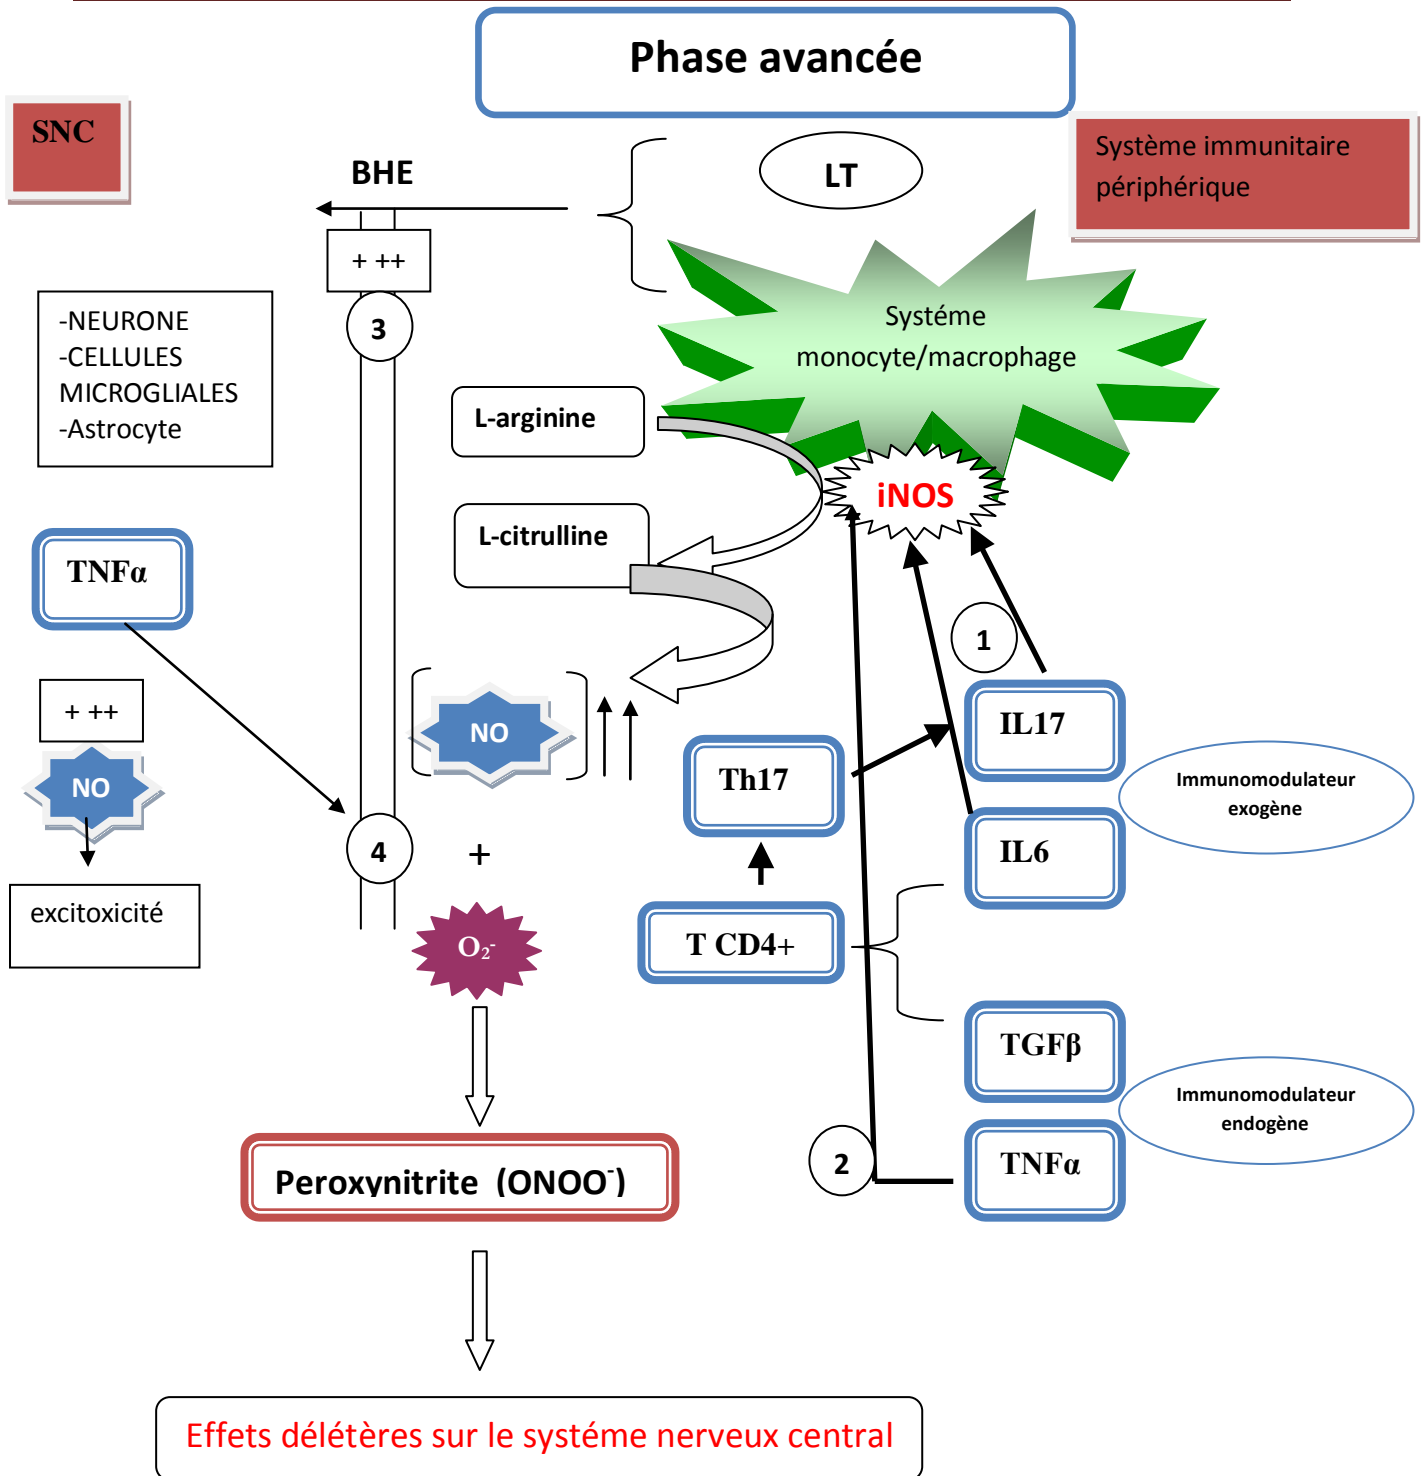 Phase avancée
SNC
Système immunitaire
périphérique
LT
BHE
+ ++
3
-NEURONE
-CELLULES
MICROGLIALES
-Astrocyte
Systéme
monocyte/macrophage
L-arginine
iNOS
L-citrulline
TNFα
1
+ ++
NO
NO
IL17
Th17
Immunomodulateur
exogène
4
+
IL6
excitoxicité
O₂⁻
T CD4+
TGFβ
Immunomodulateur
endogène
2
TNFα
Peroxynitrite (ONOO⁻)
Effets délétères sur le systéme nerveux central